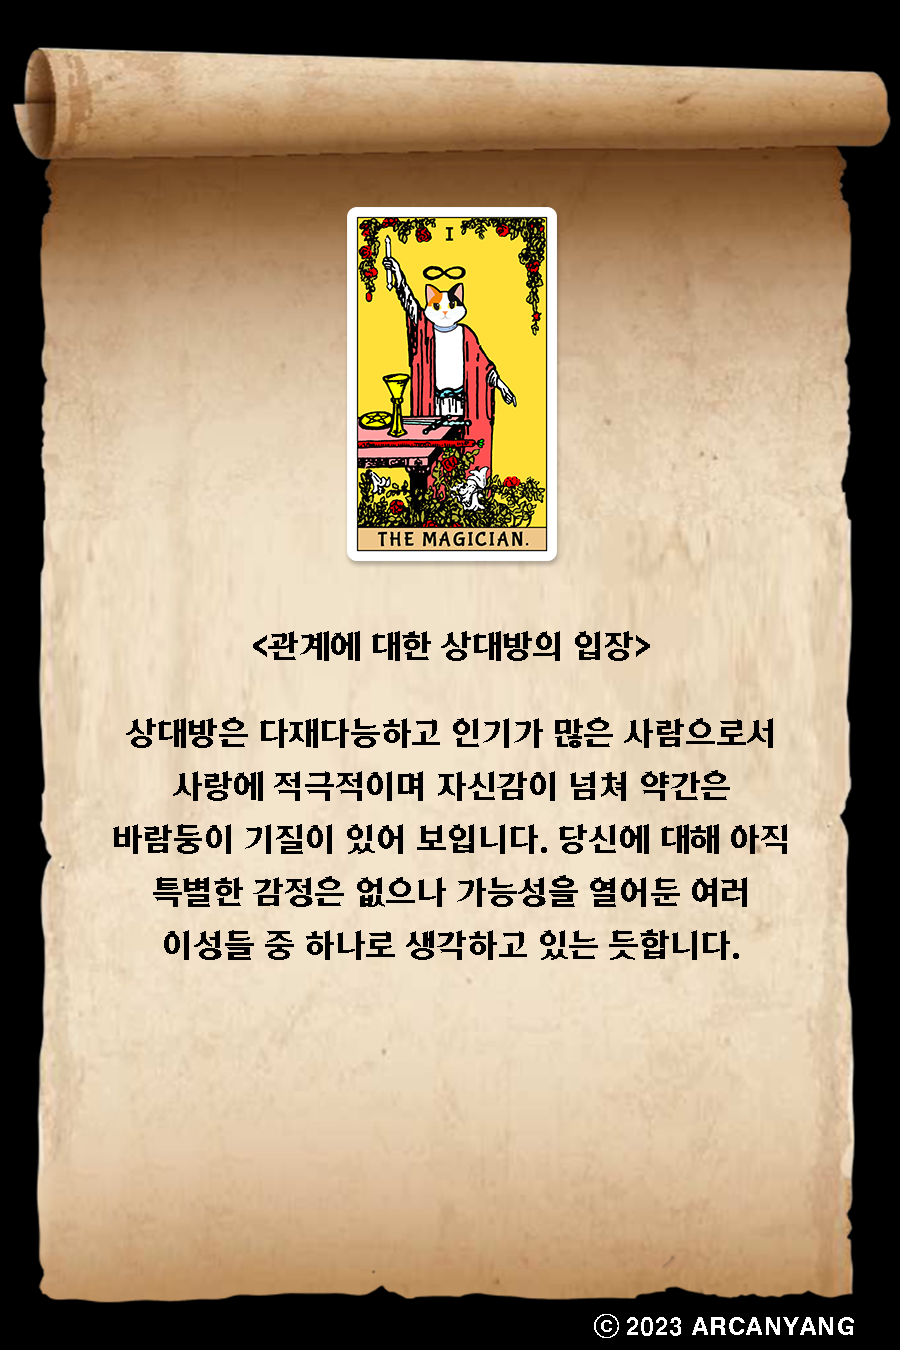 I
THE MAGICIAN.
<관계에 대한 상대방의 입장>
상대방은 다재다능하고 인기가 많은 사람으로서
사랑에 적극적이며 자신감이 넘쳐 약간은
바람둥이 기질이 있어 보입니다. 당신에 대해 아직
특별한 감정은 없으나 가능성을 열어둔 여러
이성들 중 하나로 생각하고 있는 듯합니다.
ⓒ 2023 ARCANYANG